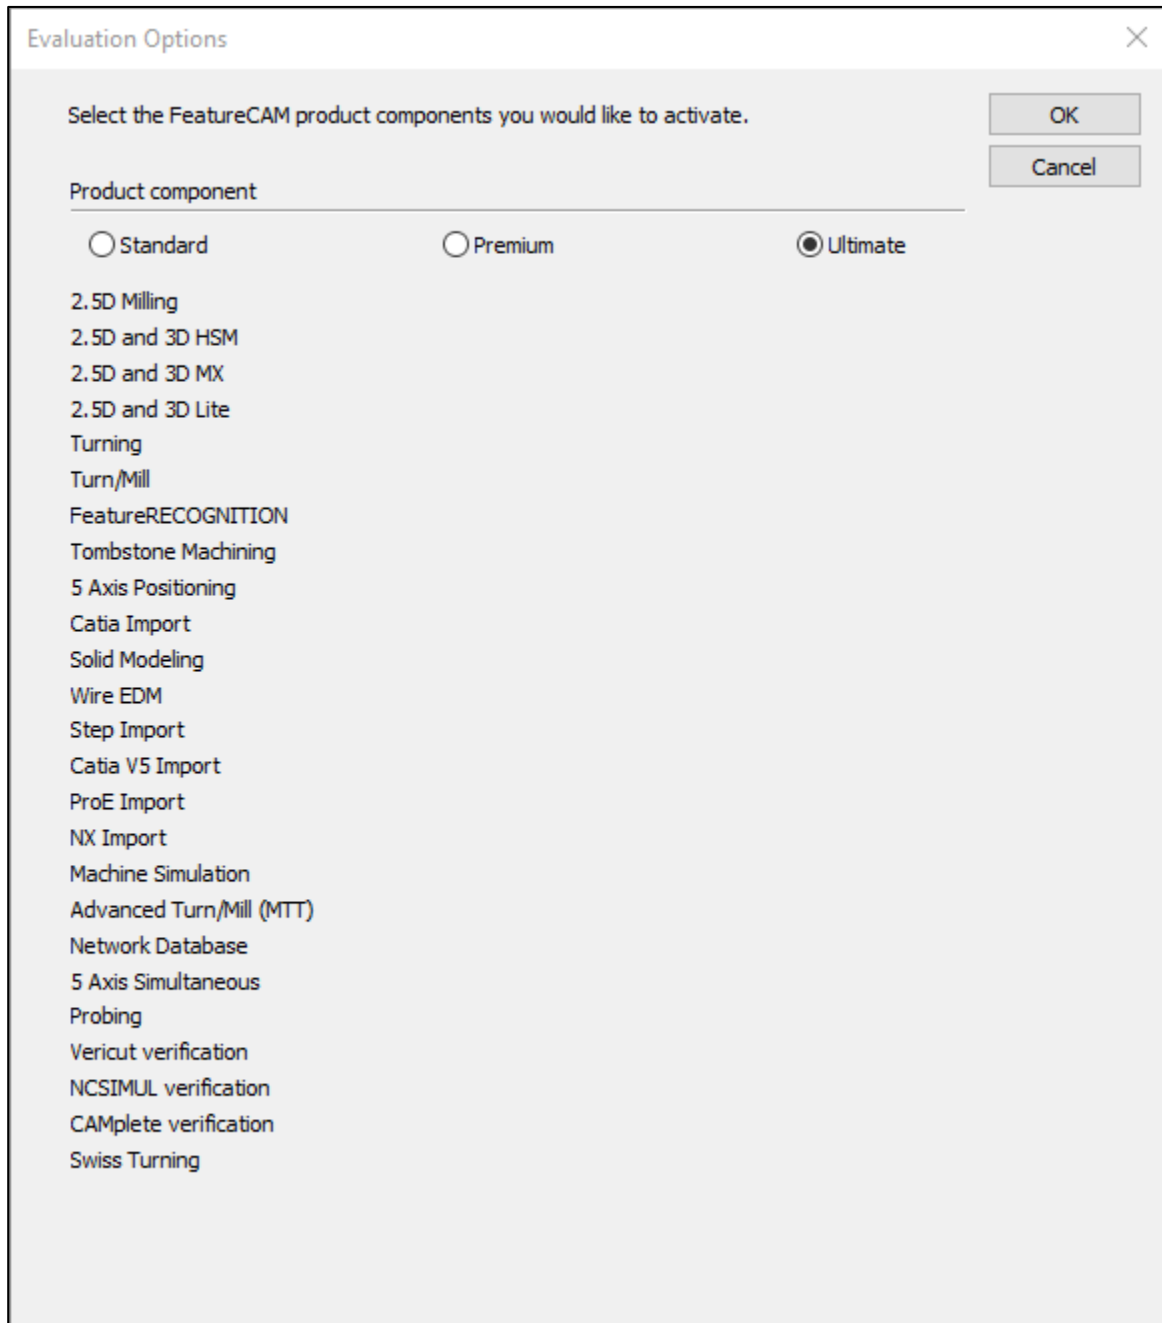 Evaluation Options
Select the FeatureCAM product components you would like to activate.
OK
Cancel
Product component
Standard Premium Ultimate
2.5D Milling
2.5D and 3D HSM
2.5D and 3D MX
2.5D and 3D Lite
Turning
Turn/Mill
FeatureRECOGNITION
Tombstone Machining
5 Axis Positioning
Catia Import
Solid Modeling
Wire EDM
Step Import
Catia V5 Import
ProE Import
NX Import
Machine Simulation
Advanced Turn/Mill (MTT)
Network Database
5 Axis Simultaneous
Probing
Vericut verification
NCSIMUL verification
CAMplete verification
Swiss Turning